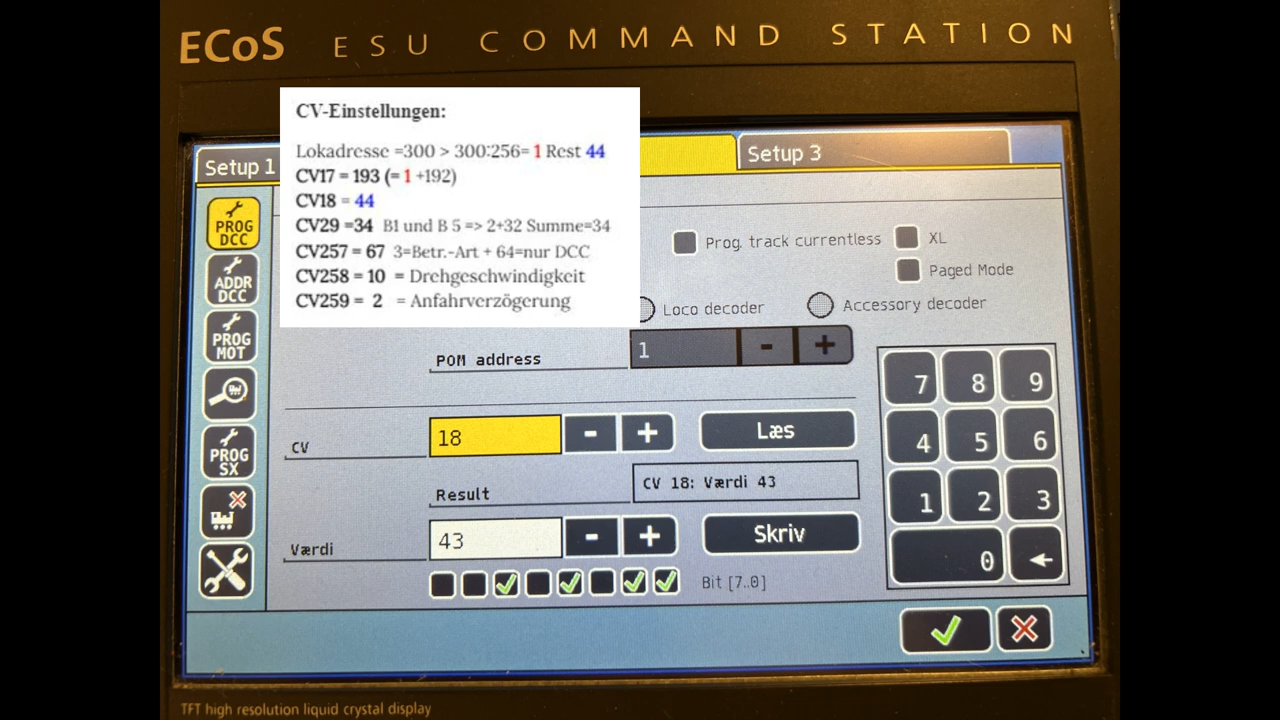 ECoS ESU COMMAND STATION
CV-Einstellungen:
Lokadresse =300 > 300:256= 1 Rest 44
CV17 = 193 (= 1 +192)
CV18 = 44
CV29 =34 B1 und B 5 => 2+32 Summe=34
CV257 = 67 3=Betr.-Art + 64=nur DCC
CV258 = 10 = Drehgeschwindigkeit
CV259 = 2 = Anfahrverzögerung
Setup 1
Setup 3
PROG
DCC
ADDR
DCC
PROG
MOT
PROG
SX
Prog. track currentless
XL
Paged Mode
Loco decoder
Accessory decoder
POM address
1
-
+
CV
18
-
+
Læs
Result
CV 18: Værdi 43
Værdi
43
-
+
Skriv
Bit [7..0]
7 8 9
4 5 6
1 2 3
0
TFT high resolution liquid crystal display